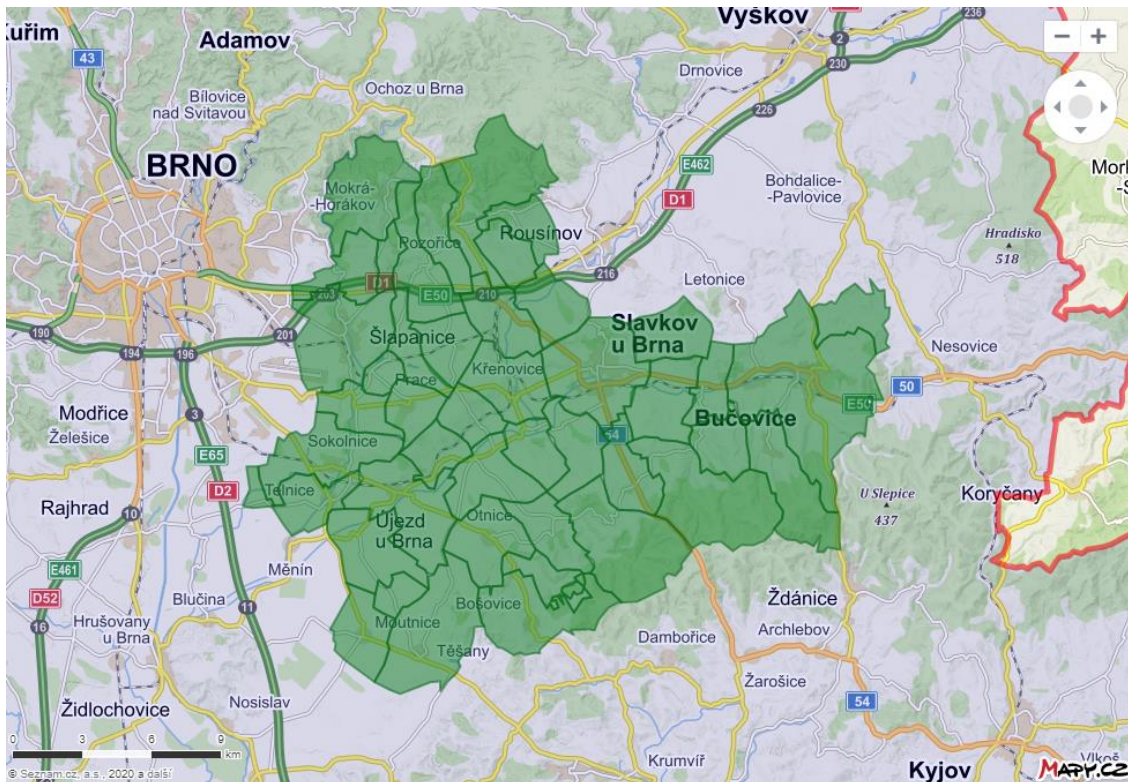 Kuřim
Vyškov
236
43
Adamov
2
230
Drnovice
Ochoz u Brna
Bílovice
nad Svitavou
226
BRNO
E462
Mokrá-
-Horákov
Bohdalice-
-Pavlovice
D1
Rousínov
Pozořice
Hradisko
518
216
Letonice
D1
203
E50
210
190
201
Šlapanice
Slavkov
u Brna
194
196
Křenovice
Nesovice
Prace
50
E50
Modřice
3
Bučovice
Želešice
54
Sokolnice
E65
D2
Telnice
U Slepice
437
Koryčany
Rajhrad
10
Otnice
Újezd
u Brna
Měnín
E461
D52
Blučina
11
Bošovice
Ždánice
16
Hrušovany
u Brna
Moutnice
Archlebov
Dambořice
Těšany
Žarošice
Nosislav
Židlochovice
54
0 3 6 9
km
Krumvíř
Kyjov
© Seznam.cz, a.s., 2020 a další
MAPY.CZ